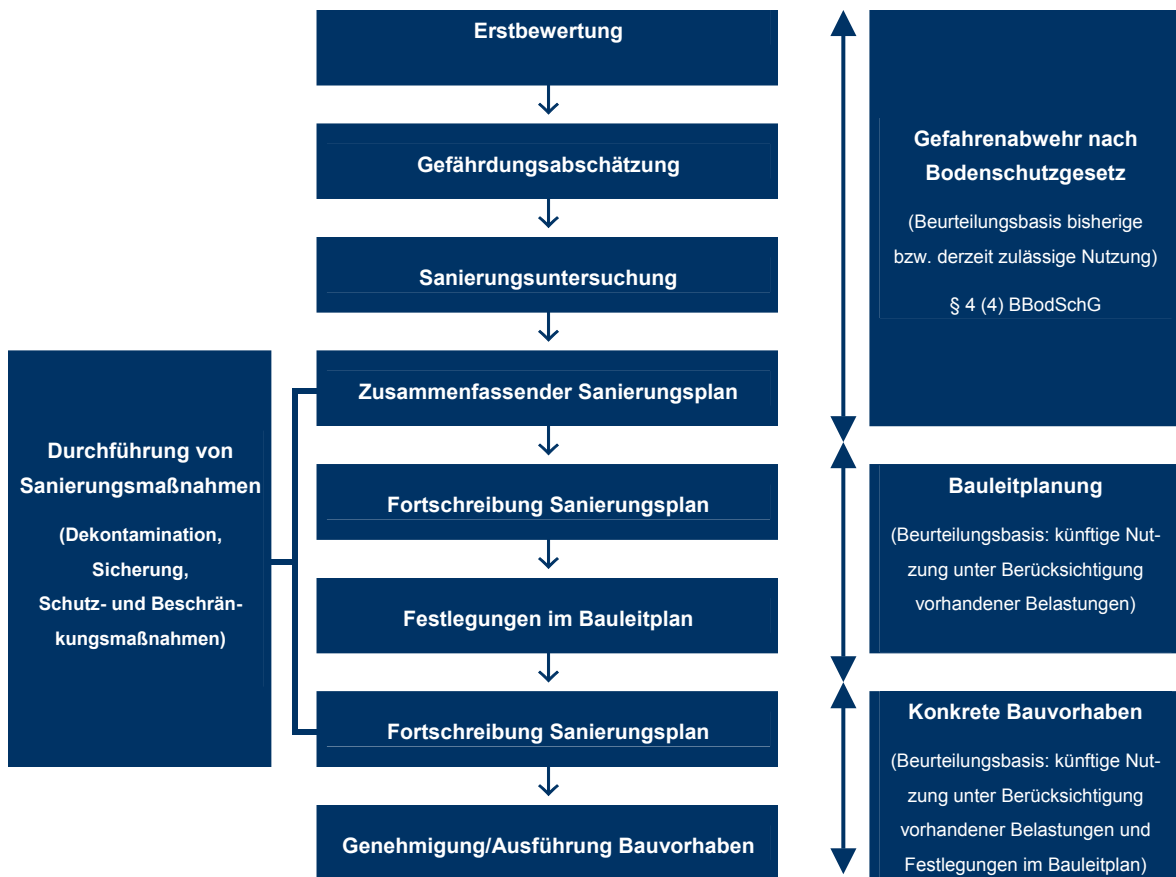 Erstbewertung
Gefährdungsabschätzung
Sanierungsuntersuchung
Zusammenfassender Sanierungsplan
Fortschreibung Sanierungsplan
Festlegungen im Bauleitplan
Fortschreibung Sanierungsplan
Genehmigung/Ausführung Bauvorhaben
Durchführung von
Sanierungsmaßnahmen
(Dekontamination,
Sicherung,
Schutz- und Beschrän-
kungsmaßnahmen)
Gefahrenabwehr nach
Bodenschutzgesetz
(Beurteilungsbasis bisherige
bzw. derzeit zulässige Nutzung)
§ 4 (4) BBodSchG
Bauleitplanung
(Beurteilungsbasis: künftige Nut-
zung unter Berücksichtigung
vorhandener Belastungen)
Konkrete Bauvorhaben
(Beurteilungsbasis: künftige Nut-
zung unter Berücksichtigung
vorhandener Belastungen und
Festlegungen im Bauleitplan)